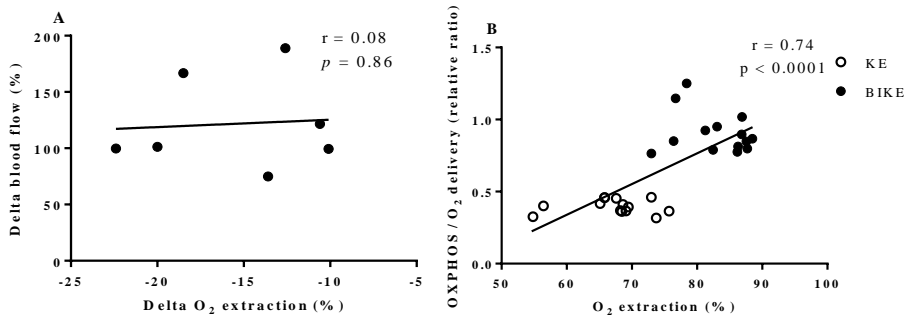 A
r = 0.08
p = 0.86
Delta blood flow (%)
200
150
100
50
0
-25 -20 -15 -10 -5
Delta O2 extraction (%)
B
r = 0.74
p < 0.0001
KE
BIKE
OXPHOS / O2 delivery (relative ratio)
1.5
1.0
0.5
0.0
50 60 70 80 90 100
O2 extraction (%)